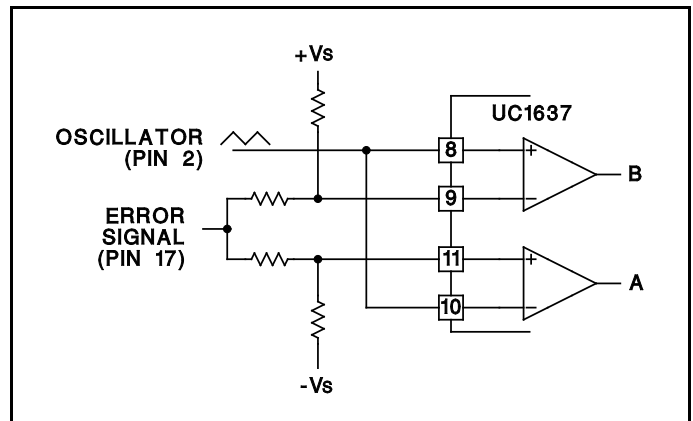 +Vs
UC1637
OSCILLATOR
(PIN 2)
8
+
B
9
−
ERROR
SIGNAL
(PIN 17)
11
+
A
10
−
-Vs